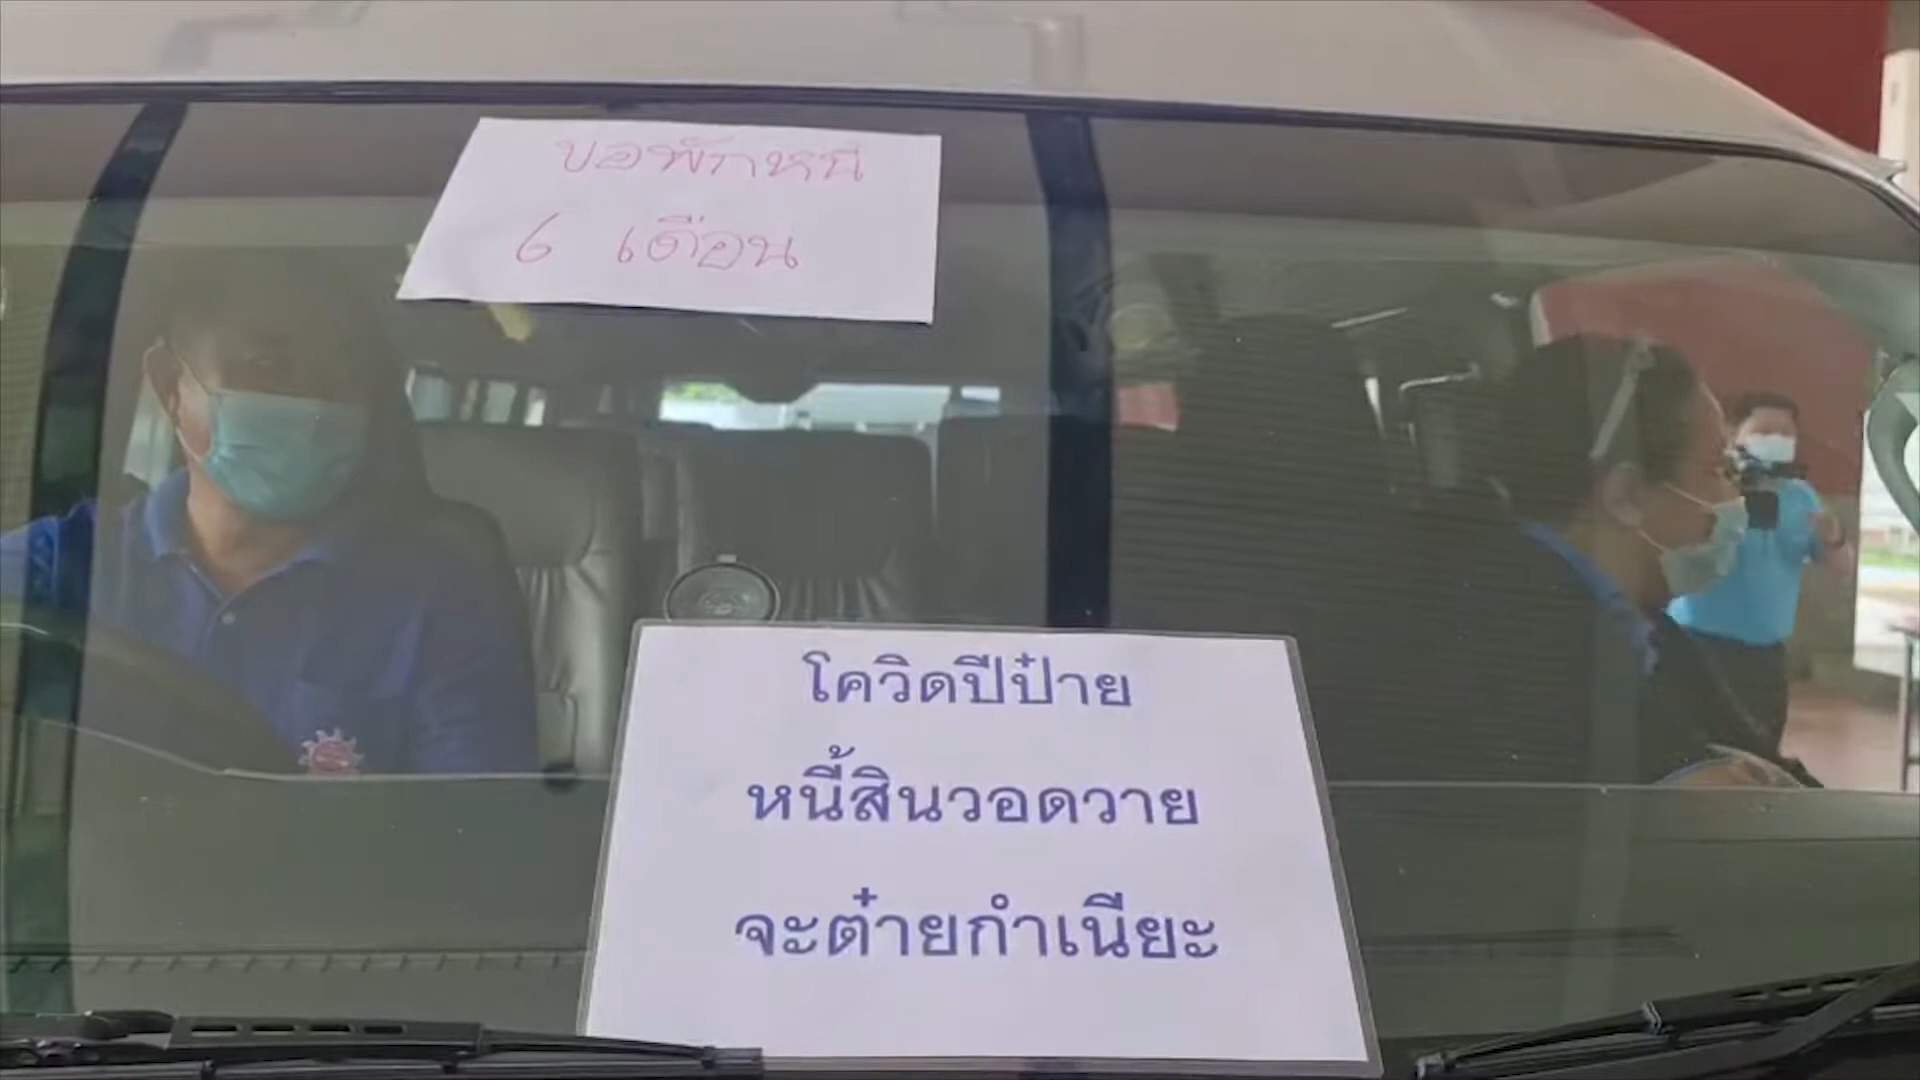 ขอพักหนี้
6 เดือน
โควิดปีป๋าย
หนี้สินวอดวาย
จะต๋ายกำเนียะ